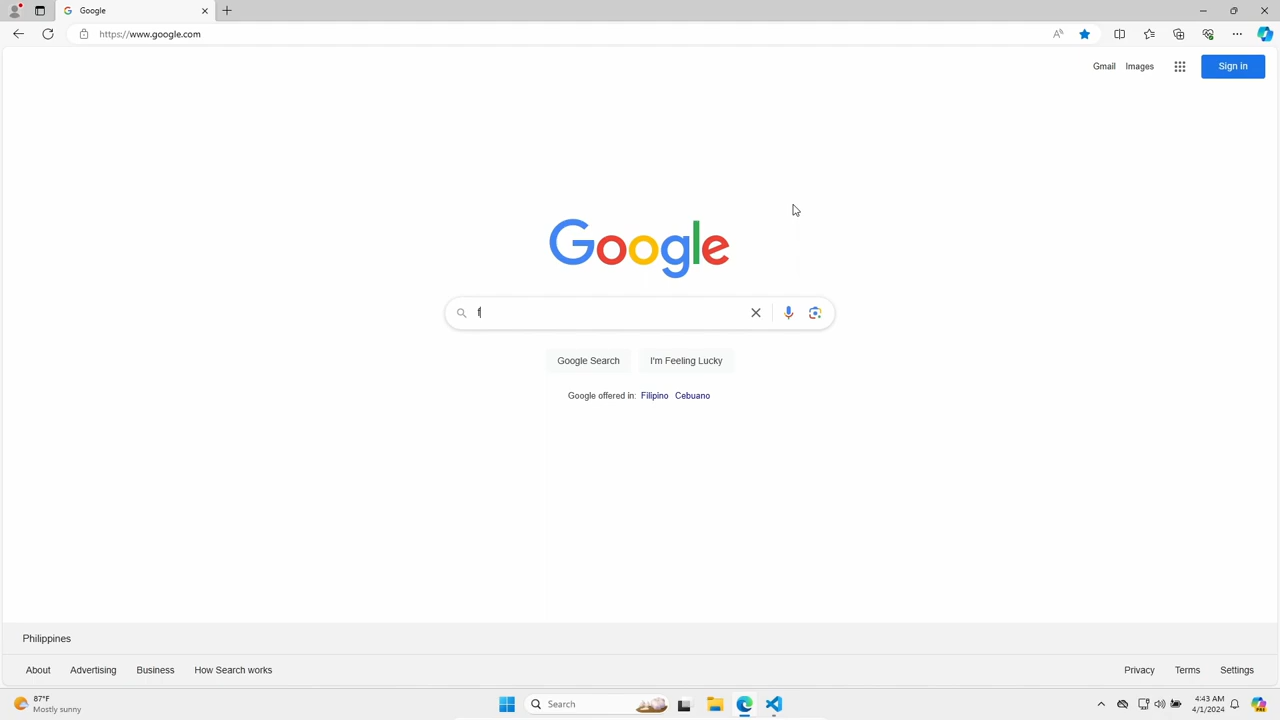 Google
https://www.google.com
Gmail Images Sign in
Google
f
Google Search I'm Feeling Lucky
Google offered in: Filipino Cebuano
Philippines
About Advertising Business How Search works Privacy Terms Settings
87°F
Mostly sunny
Search
4:43 AM
4/1/2024